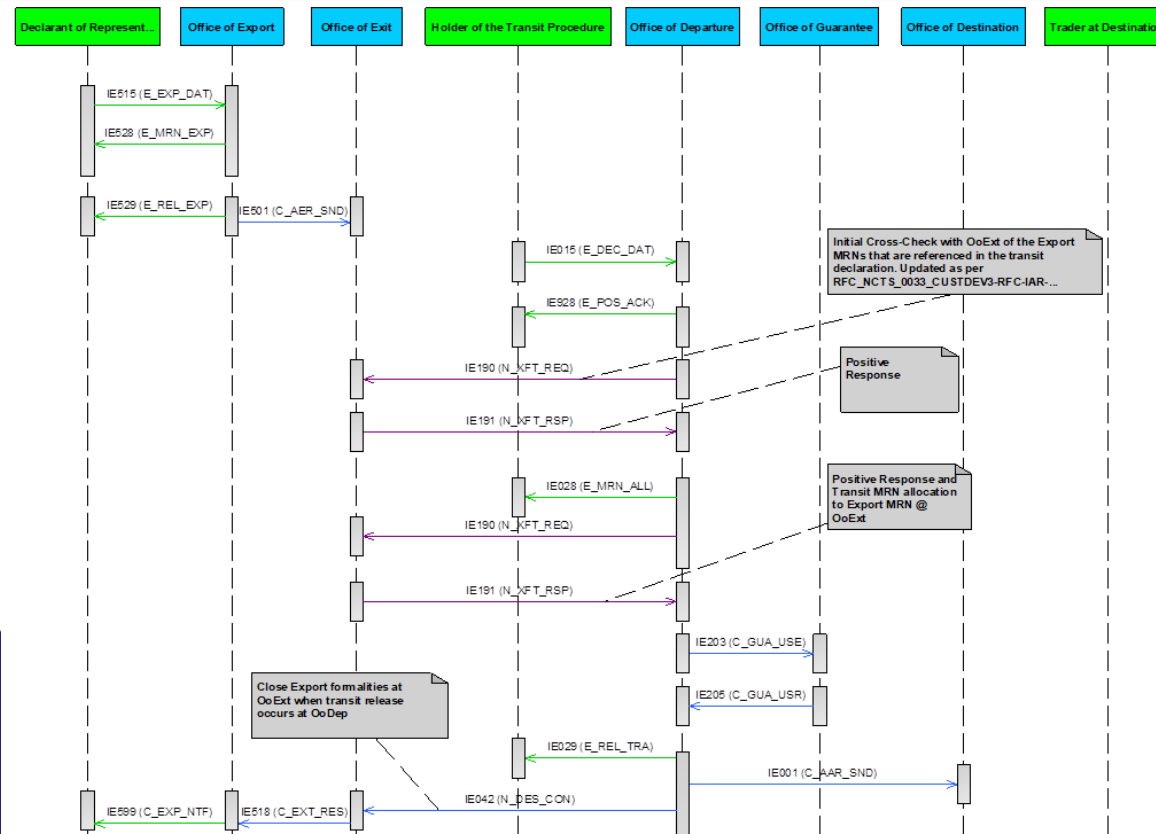 Declarant of Represent...
Office of Export
Office of Exit
Holder of the Transit Procedure
Office of Departure
Office of Guarantee
Office of Destination
Trader at Destinatio
IE515 (E_EXP_DAT)
IE528 (E_MRN_EXP)
IE529 (E_REL_EXP)
IE501 (C_AER_SND)
IE015 (E_DEC_DAT)
Initial Cross-Check with OoExt of the Export
MRNs that are referenced in the transit
declaration. Updated as per
RFC_NCTS_0033_CUSTDEV3-RFC-IAR-...
IE928 (E_POS_ACK)
IE190 (N_XFT_REQ)
Positive
Response
IE191 (N_XFT_RSP)
Positive Response and
Transit MRN allocation
to Export MRN @
OoExt
IE028 (E_MRN_ALL)
IE190 (N_XFT_REQ)
IE191 (N_XFT_RSP)
IE203 (C_GUA_USE)
Close Export formalities at
OoExt when transit release
occurs at OoDep
IE205 (C_GUA_USR)
IE029 (E_REL_TRA)
IE001 (C_AAR_SND)
IE042 (N_DES_CON)
IE599 (C_EXP_NTF)
IE518 (C_EXT_RES)